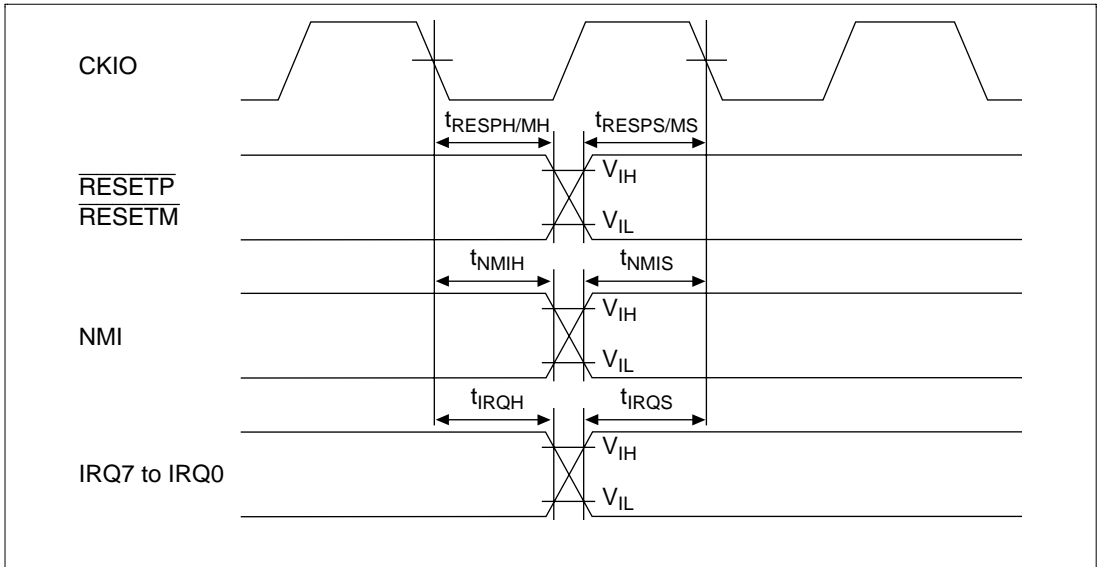 CKIO
tRESPH/MH tRESPS/MS
RESETP
RESETM
VIH
VIL
tNMIH tNMIS
NMI
VIH
VIL
tIRQH tIRQS
IRQ7 to IRQ0
VIH
VIL